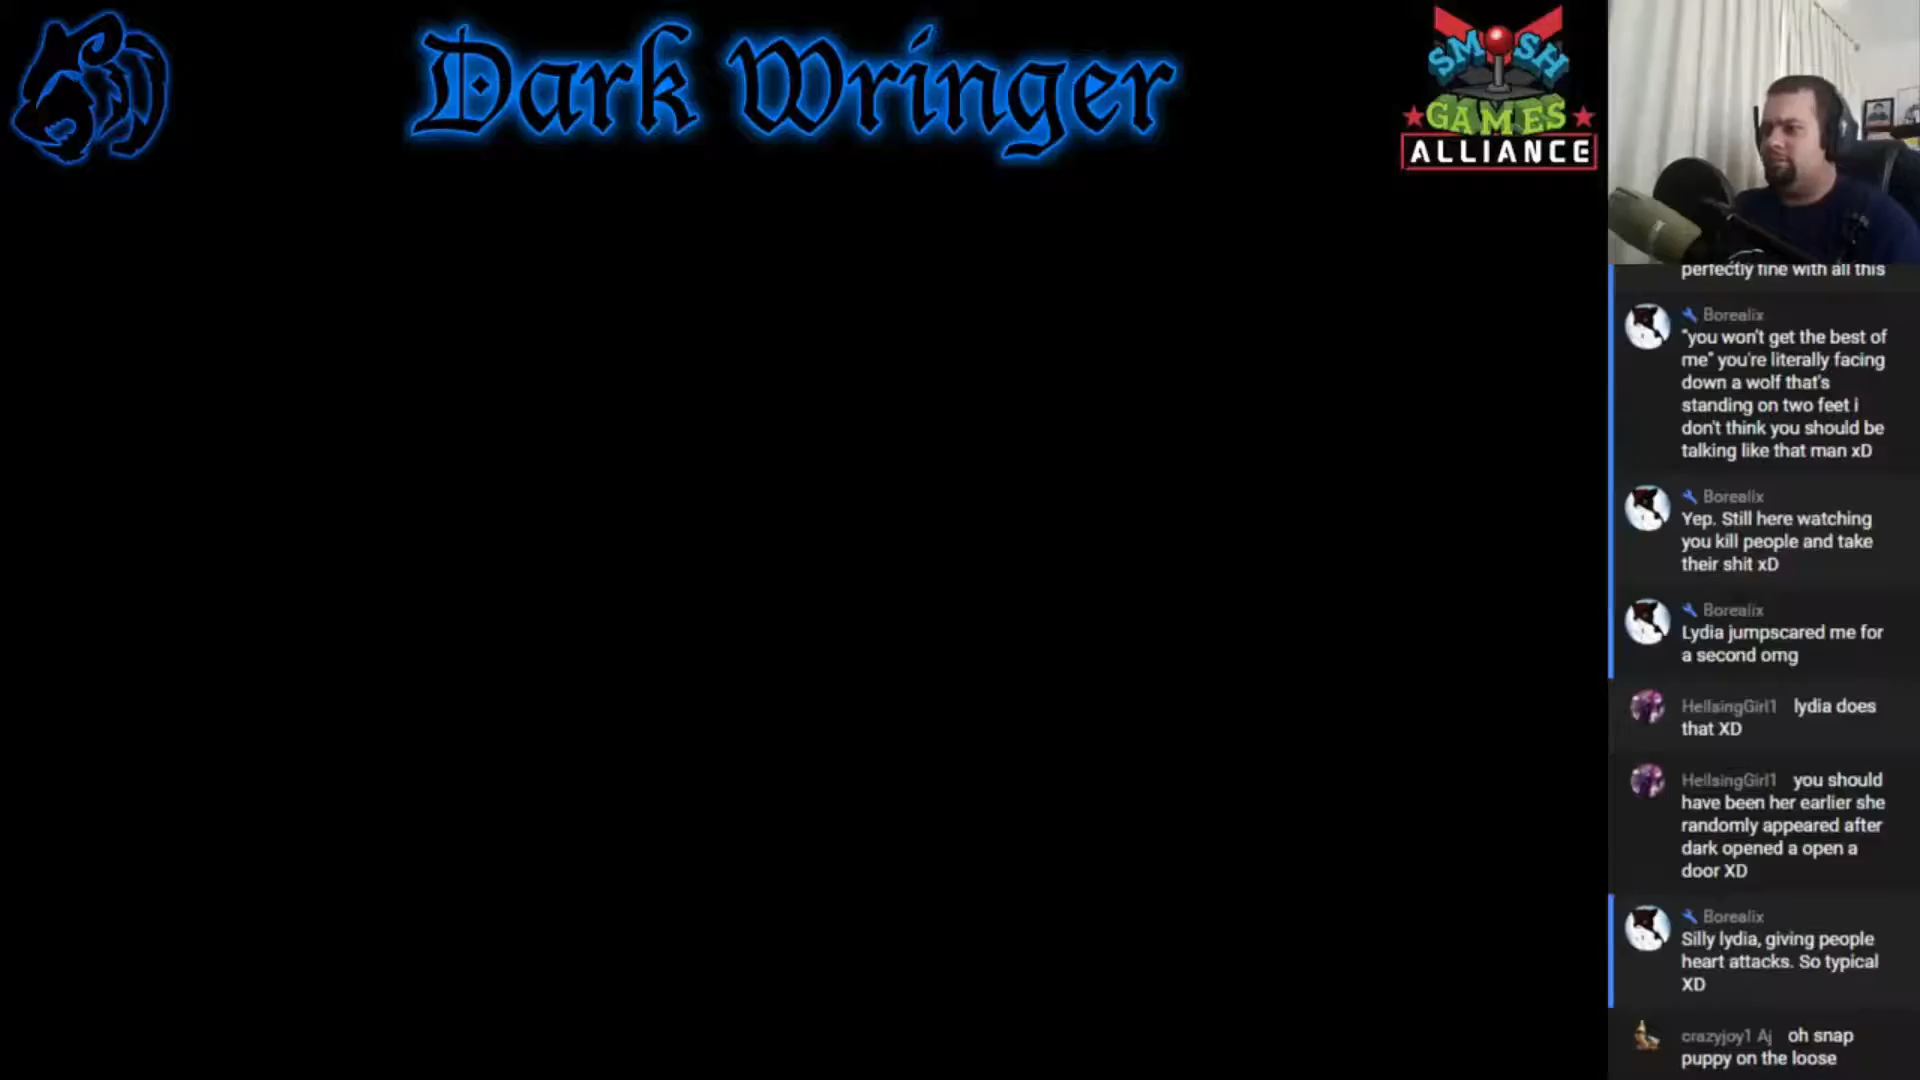 Dark Wringer
SMASH
GAMES
ALLIANCE
perfectly fine with all this
Borealix
"you won't get the best of
me" you're literally facing
down a wolf that's
standing on two feet i
don't think you should be
talking like that man xD
Borealix
Yep. Still here watching
you kill people and take
their shit xD
Borealix
Lydia jumpscared me for
a second omg
HellsingGirl1 lydia does
that XD
HellsingGirl1 you should
have been her earlier she
randomly appeared after
dark opened a open a
door XD
Borealix
Silly lydia, giving people
heart attacks. So typical
XD
crazyjoy1 Aj oh snap
puppy on the loose